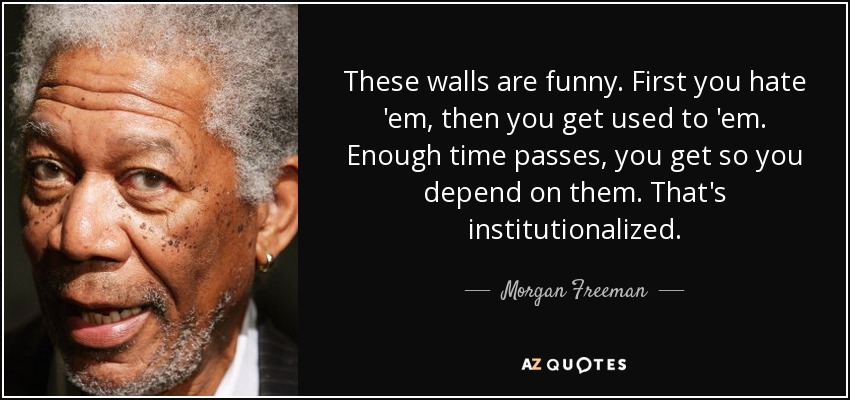 These walls are funny. First you hate
'em, then you get used to 'em.
Enough time passes, you get so you
depend on them. That's
institutionalized.
Morgan Freeman
AZ QUOTES